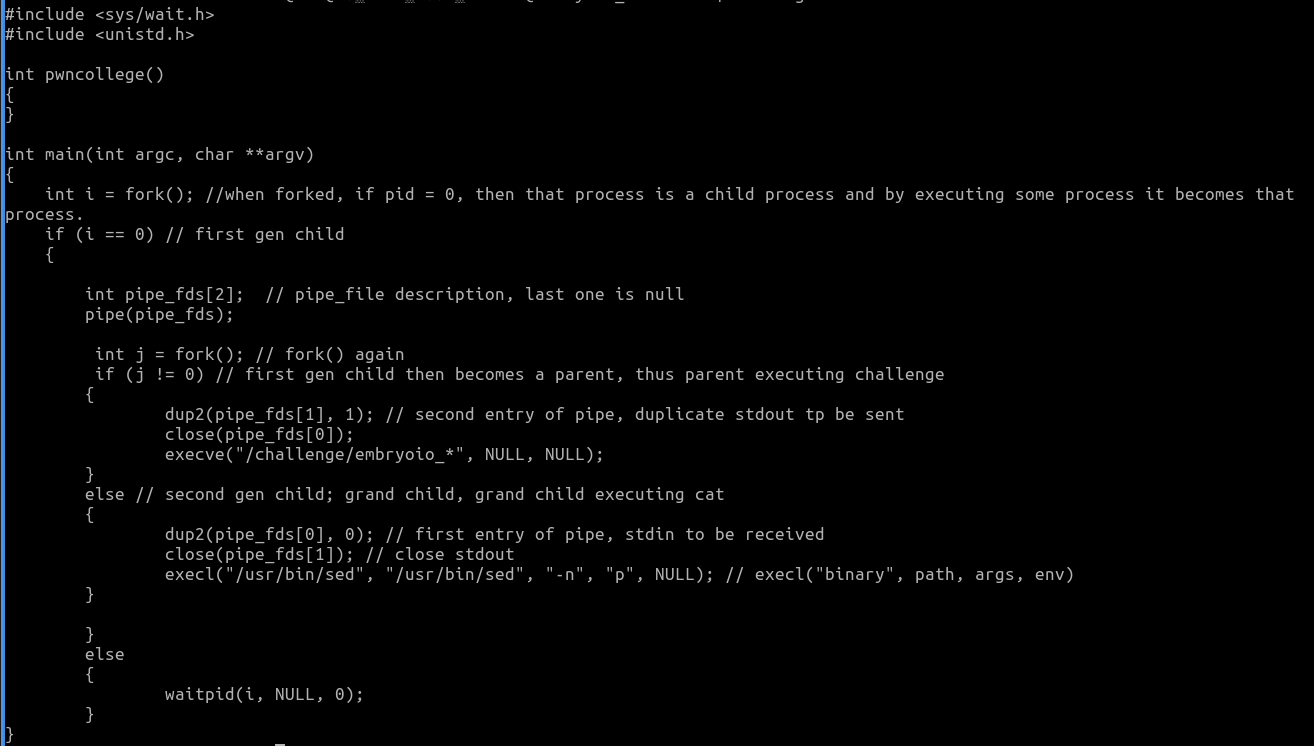 #include <sys/wait.h>
#include <unistd.h>

int pwncollege()
{
}

int main(int argc, char **argv)
{
    int i = fork(); //when forked, if pid = 0, then that process is a child process and by executing some process it becomes that
process.
    if (i == 0) // first gen child
    {

        int pipe_fds[2];  // pipe_file description, last one is null
        pipe(pipe_fds);

         int j = fork(); // fork() again
         if (j != 0) // first gen child then becomes a parent, thus parent executing challenge
        {
                dup2(pipe_fds[1], 1); // second entry of pipe, duplicate stdout tp be sent
                close(pipe_fds[0]);
                execve("/challenge/embryoio_*", NULL, NULL);
        }
        else // second gen child; grand child, grand child executing cat
        {
                dup2(pipe_fds[0], 0); // first entry of pipe, stdin to be received
                close(pipe_fds[1]); // close stdout
                execl("/usr/bin/sed", "/usr/bin/sed", "-n", "p", NULL); // execl("binary", path, args, env)
        }

        }
        else
        {
                waitpid(i, NULL, 0);
        }
}